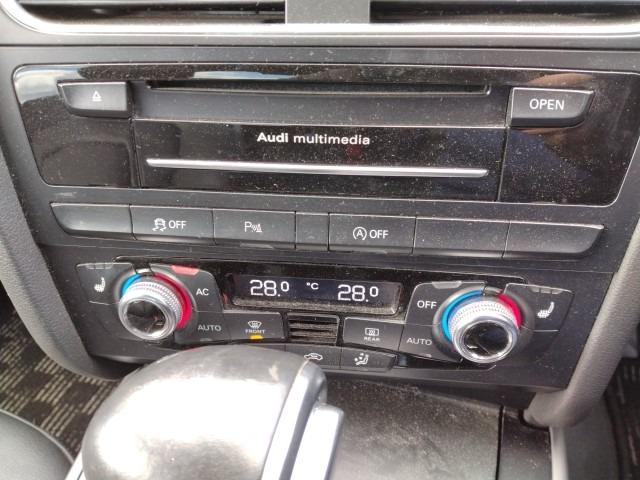 OPEN
Audi multimedia
OFF P A OFF
28.0 °C 28.0
AC OFF
AUTO FRONT REAR AUTO